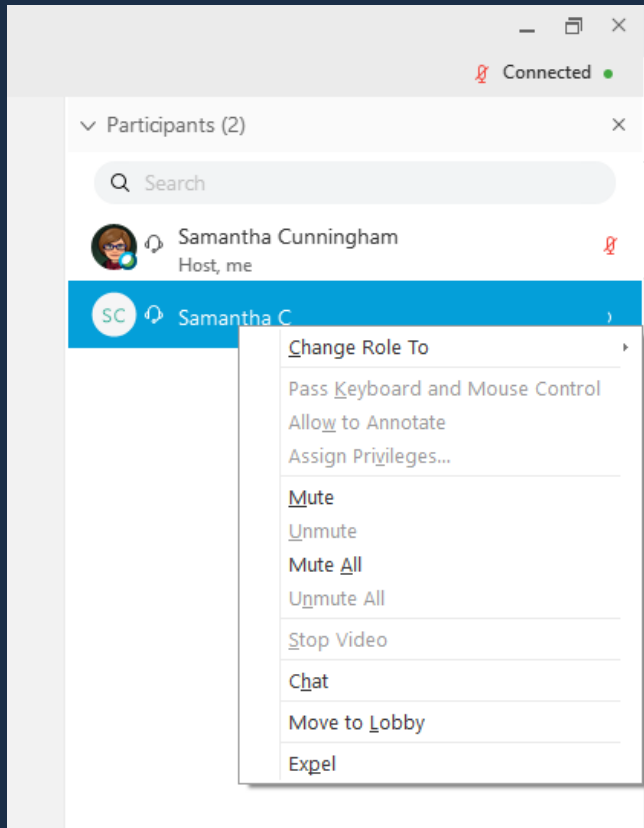 Connected
Participants (2)
Search
Samantha Cunningham
Host, me
SC Samantha C
Change Role To
Pass Keyboard and Mouse Control
Allow to Annotate
Assign Privileges...
Mute
Unmute
Mute All
Unmute All
Stop Video
Chat
Move to Lobby
Expel